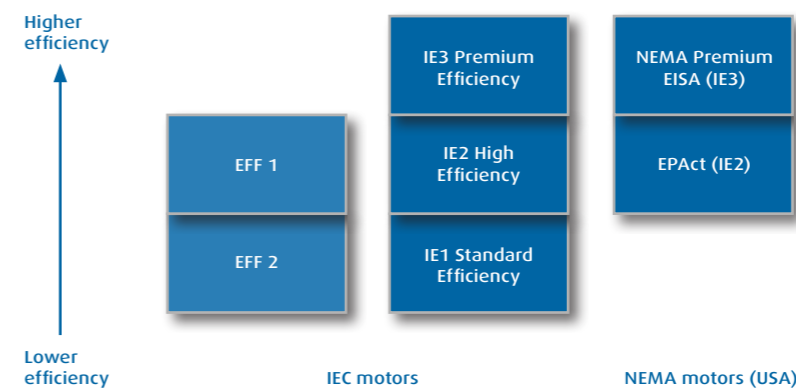 Higher
efficiency
IE3 Premium
Efficiency
NEMA Premium
EISA (IE3)
EFF 1
IE2 High
Efficiency
EPAct (IE2)
EFF 2
IE1 Standard
Efficiency
Lower
efficiency
IEC motors
NEMA motors (USA)